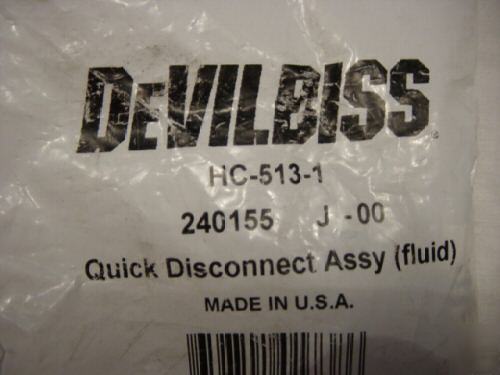 DEVILBISS
HC-513-1
240155 J -00
Quick Disconnect Assy (fluid)
MADE IN U.S.A.